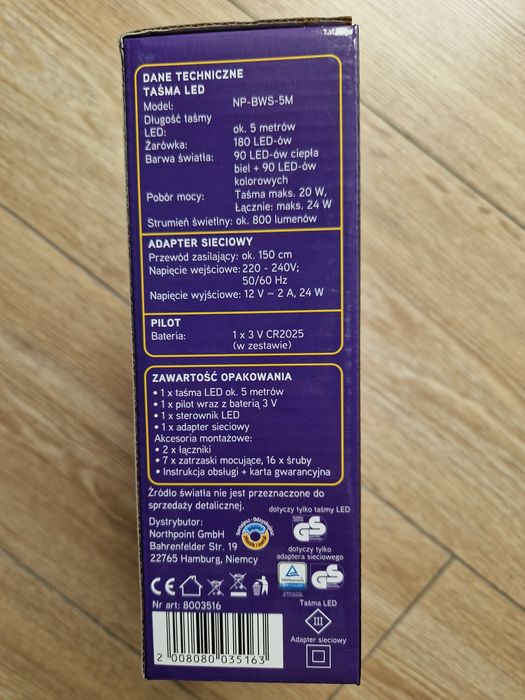 DANE TECHNICZNE
TAŚMA LED
Model: NP-BWS-5M
Długość taśmy
LED: ok. 5 metrów
Żarówka: 180 LED-ów
Barwa światła: 90 LED-ów ciepła
biel + 90 LED-ów
kolorowych
Pobór mocy: Taśma maks. 20 W,
Łącznie: maks. 24 W
Strumień świetlny: ok. 800 lumenów
ADAPTER SIECIOWY
Przewód zasilający: ok. 150 cm
Napięcie wejściowe: 220 - 240V;
50/60 Hz
Napięcie wyjściowe: 12 V – 2 A, 24 W
PILOT
Bateria: 1 x 3 V CR2025
(w zestawie)
ZAWARTOŚĆ OPAKOWANIA
• 1 x taśma LED ok. 5 metrów
• 1 x pilot wraz z baterią 3 V
• 1 x sterownik LED
• 1 x adapter sieciowy
Akcesoria montażowe:
• 2 x łączniki
• 7 x zatrzaski mocujące, 16 x śruby
• Instrukcja obsługi + karta gwarancyjna
Źródło światła nie jest przeznaczone do
sprzedaży detalicznej.
dotyczy tylko taśmy LED
Dystrybutor:
Northpoint GmbH
Bahrenfelder Str. 19
22765 Hamburg, Niemcy
GS
dotyczy tylko
adaptera sieciowego
GS
CE
Nr art: 8003516
Taśma LED
III
Adapter sieciowy
2 008080 035163